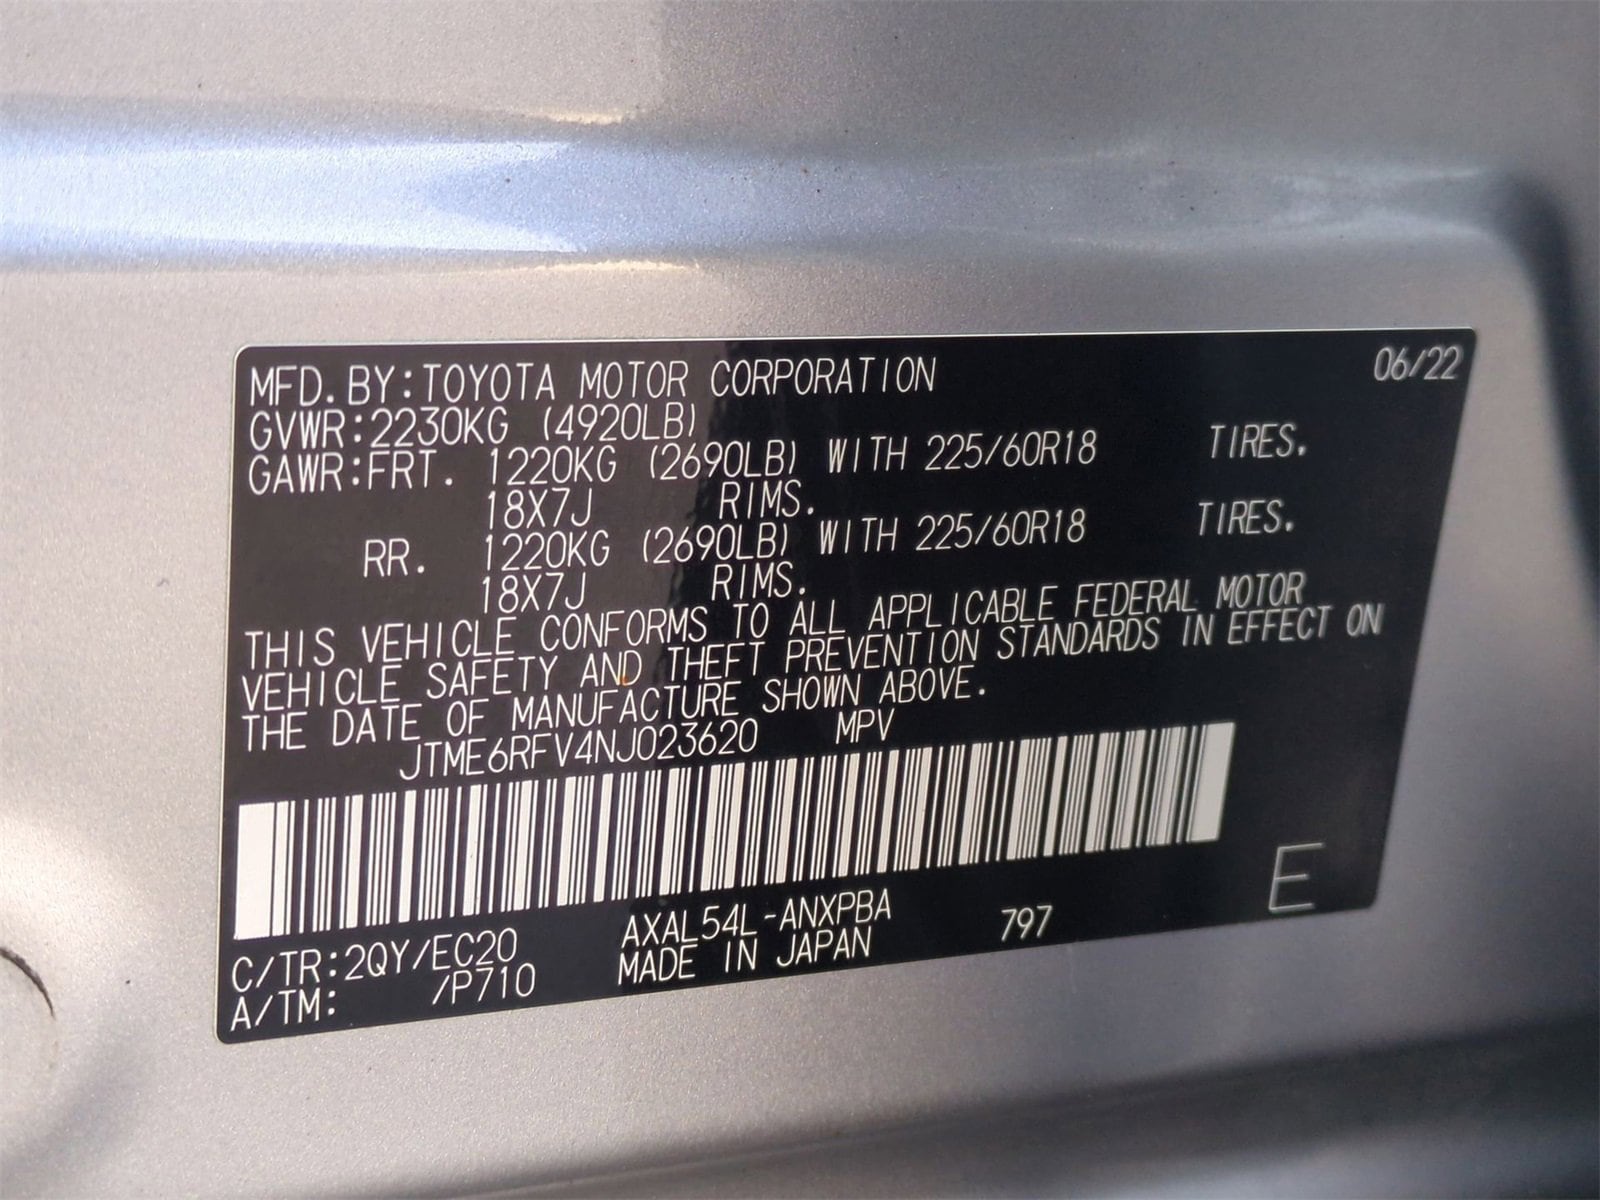 MFD.BY:TOYOTA MOTOR CORPORATION 06/22
GVWR:2230KG (4920LB)
GAWR:FRT. 1220KG (2690LB) WITH 225/60R18 TIRES.
18X7J RIMS.
RR. 1220KG (2690LB) WITH 225/60R18 TIRES.
18X7J RIMS.
THIS VEHICLE CONFORMS TO ALL APPLICABLE FEDERAL MOTOR
VEHICLE SAFETY AND THEFT PREVENTION STANDARDS IN EFFECT ON
THE DATE OF MANUFACTURE SHOWN ABOVE.
JTME6RFV4NJ023620 MPV
C/TR:2QY/EC20 AXAL54L-ANXPBA 797 E
A/TM: /P710 MADE IN JAPAN